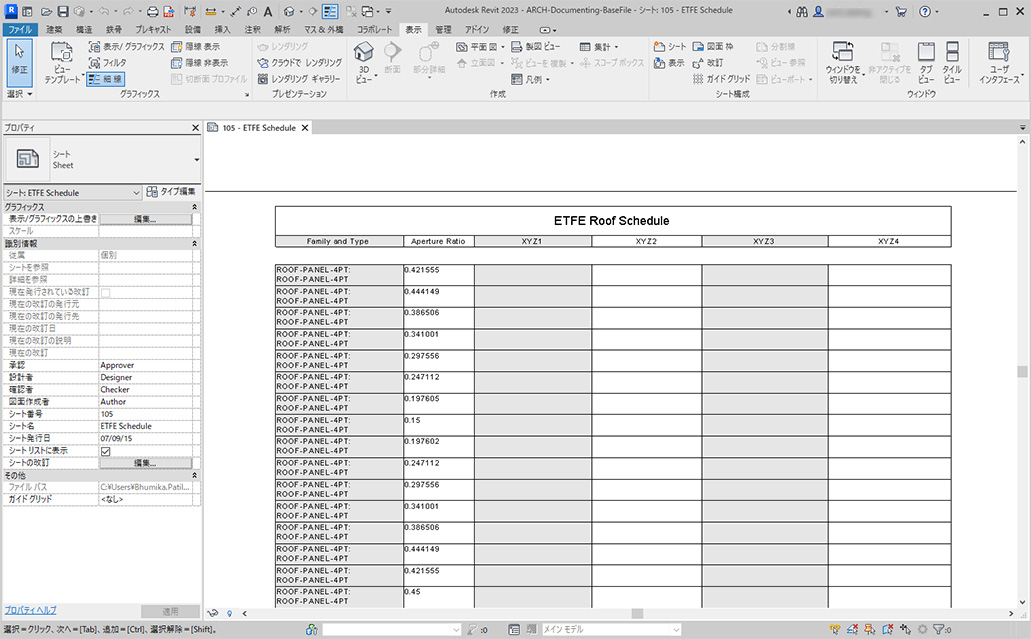 Autodesk Revit 2023 - ARCH-Documenting-BaseFile - シート: 105 - ETFE Schedule
ファイル 建築 構造 鉄骨 プレキャスト 設備 挿入 注釈 解析 マス & 外構 コラボレート 表示 管理 アドイン 修正
修正
選択
ビュー テンプレート
表示/ グラフィックス
フィルタ
細 線
隠線 表示
隠線 非表示
切断面 プロファイル
グラフィックス
レンダリング
クラウドで レンダリング
レンダリング ギャラリー
プレゼンテーション
3D ビュー
断面
部分詳細
平面 図
立面図
製図 ビュー
ビューを 複製
凡例
集計
スコープボックス
作成
シート
表示
図面 枠
改訂
ガイド グリッド
分割線
ビュー 参照
ビューポート
シート構成
ウィンドウを 切り替え
非アクティブを 閉じる
タブ ビュー
タイル ビュー
ウィンドウ
ユーザ インタフェース
プロパティ
シート
Sheet
シート: ETFE Schedule
タイプ編集
グラフィックス
表示/グラフィックスの上書き 編集...
スケール
識別情報
従属 個別
シートを参照
詳細を参照
現在発行されている改訂
現在の改訂の発行元
現在の改訂の発行先
現在の改訂日
現在の改訂の説明
現在の改訂
承認 Approver
設計者 Designer
確認者 Checker
図面作成者 Author
シート番号 105
シート名 ETFE Schedule
シート発行日 07/09/15
シートリストに表示
シートの改訂 編集...
その他
ファイル パス C:¥Users¥Bhumika.Patil...
ガイド グリッド <なし>
プロパティ ヘルプ 適用
105 - ETFE Schedule
ETFE Roof Schedule
Family and Type Aperture Ratio XYZ1 XYZ2 XYZ3 XYZ4
ROOF-PANEL-4PT: 0.421555
ROOF-PANEL-4PT
ROOF-PANEL-4PT: 0.444149
ROOF-PANEL-4PT
ROOF-PANEL-4PT: 0.386506
ROOF-PANEL-4PT
ROOF-PANEL-4PT: 0.341001
ROOF-PANEL-4PT
ROOF-PANEL-4PT: 0.297556
ROOF-PANEL-4PT
ROOF-PANEL-4PT: 0.247112
ROOF-PANEL-4PT
ROOF-PANEL-4PT: 0.197605
ROOF-PANEL-4PT
ROOF-PANEL-4PT: 0.15
ROOF-PANEL-4PT
ROOF-PANEL-4PT: 0.197602
ROOF-PANEL-4PT
ROOF-PANEL-4PT: 0.247112
ROOF-PANEL-4PT
ROOF-PANEL-4PT: 0.297556
ROOF-PANEL-4PT
ROOF-PANEL-4PT: 0.341001
ROOF-PANEL-4PT
ROOF-PANEL-4PT: 0.386506
ROOF-PANEL-4PT
ROOF-PANEL-4PT: 0.444149
ROOF-PANEL-4PT
ROOF-PANEL-4PT: 0.421555
ROOF-PANEL-4PT
ROOF-PANEL-4PT: 0.45
ROOF-PANEL-4PT
選択 = クリック、次へ = [Tab]、追加 = [Ctrl]、選択解除 = [Shift]。
:0
メイン モデル
:0